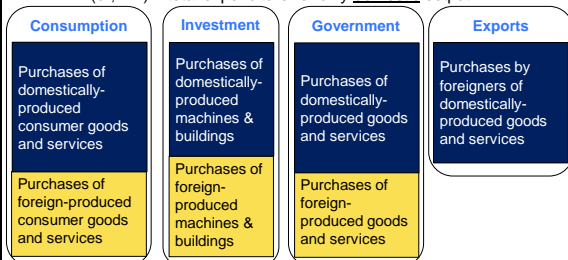 Consumption
Purchases of
domestically-
produced
consumer goods
and services
Purchases of
foreign-produced
consumer goods
and services
Investment
Purchases of
domestically-
produced
machines &
buildings
Purchases of
foreign-
produced
machines &
buildings
Government
Purchases of
domestically-
produced goods
and services
Purchases of
foreign-
produced goods
and services
Exports
Purchases by
foreigners of
domestically-
produced goods
and services